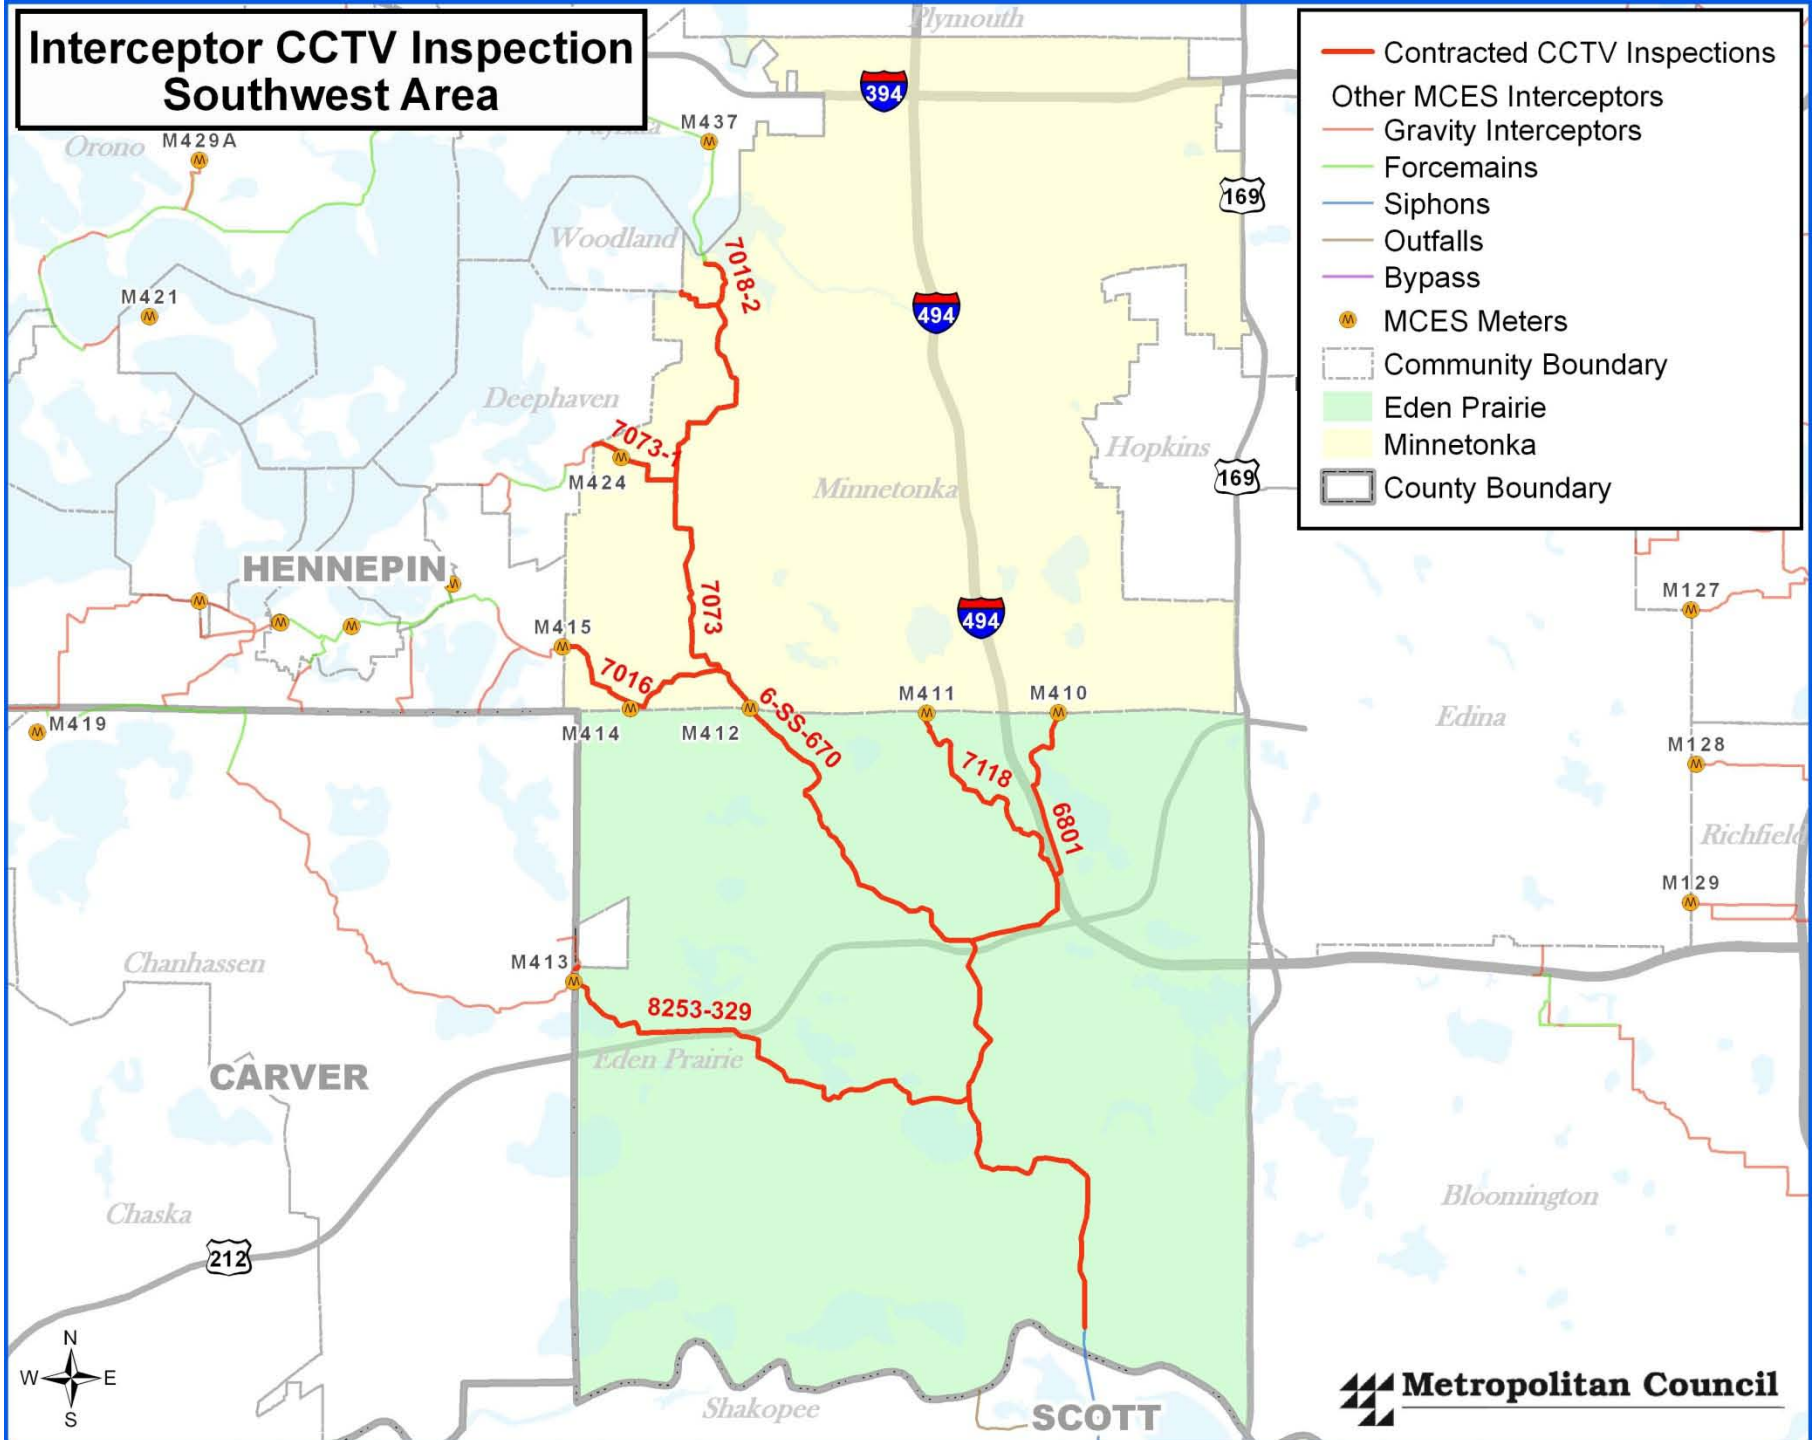 Interceptor CCTV Inspection
Southwest Area
Contracted CCTV Inspections
Other MCES Interceptors
Gravity Interceptors
Forcemains
Siphons
Outfalls
Bypass
MCES Meters
Community Boundary
Eden Prairie
Minnetonka
County Boundary
Plymouth
394
Orono
M429A
M437
169
Woodland
7018-2
M421
494
Deephaven
7073-1
Hopkins
M424
Minnetonka
169
HENNEPIN
7073
494
M127
M415
7016
6-SS-670
M411
M410
M419
M414
M412
Edina
M128
7118
6801
Richfield
M129
Chanhassen
M413
8253-329
Eden Prairie
CARVER
Chaska
Bloomington
212
N
W
E
S
Shakopee
SCOTT
Metropolitan Council